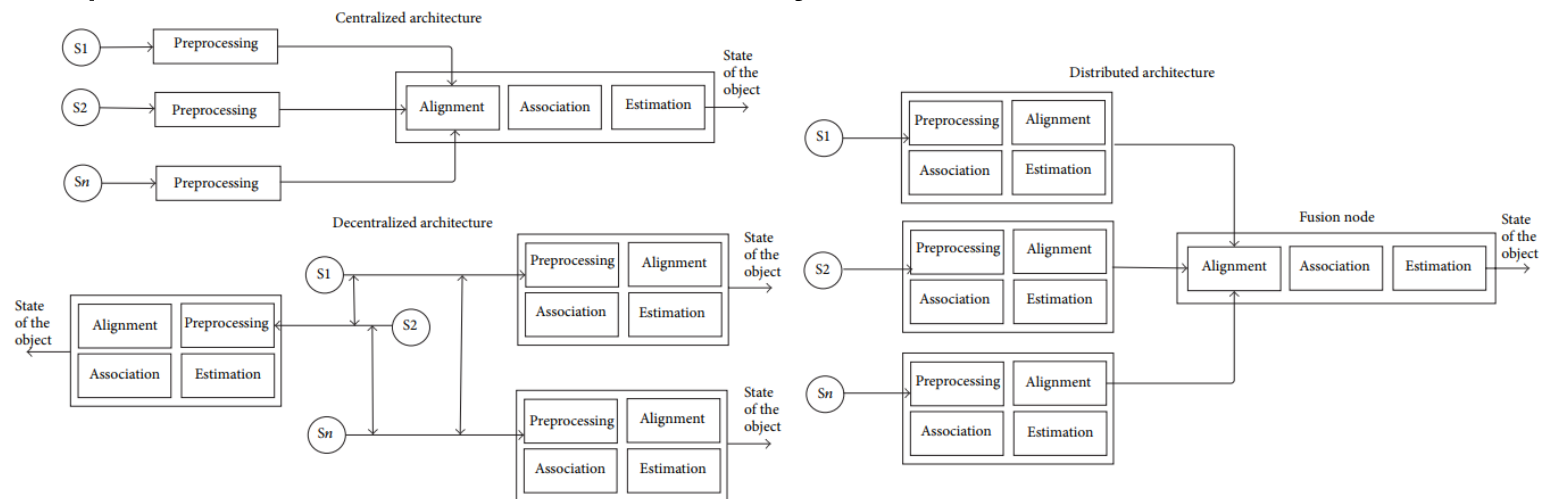 Centralized architecture
S1
Preprocessing
S2
Preprocessing
Sn
Preprocessing
Alignment
Association
Estimation
State
of the
object
Decentralized architecture
S1
Preprocessing
Alignment
Association
Estimation
State
of the
object
S2
Alignment
Preprocessing
Association
Estimation
State
of the
object
Sn
Preprocessing
Alignment
Association
Estimation
State
of the
object
Distributed architecture
S1
Preprocessing
Alignment
Association
Estimation
S2
Preprocessing
Alignment
Association
Estimation
Sn
Preprocessing
Alignment
Association
Estimation
Fusion node
Alignment
Association
Estimation
State
of the
object